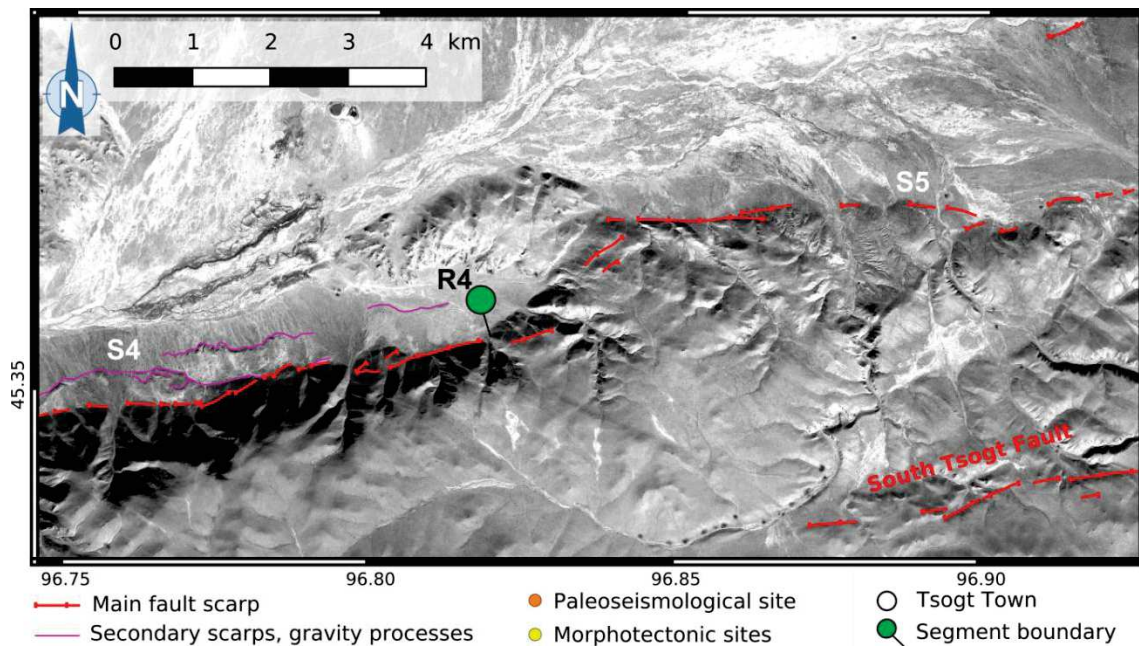 0 1 2 3 4 km
N
S5
R4
S4
45.35
South Tsogt Fault
96.75 96.80 96.85 96.90
Main fault scarp
Secondary scarps, gravity processes
Paleoseismological site
Morphotectonic sites
Tsogt Town
Segment boundary